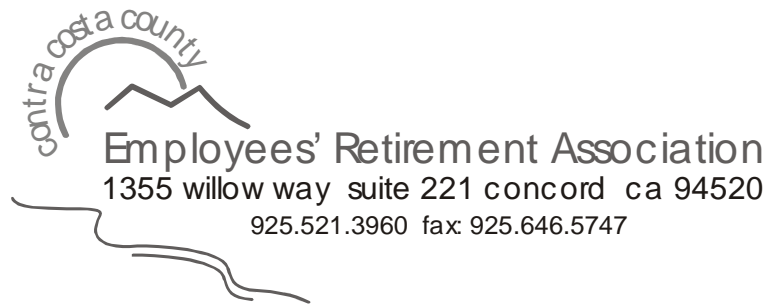 contra costa county
Employees’ Retirement Association
1355 willow way suite 221 concord ca 94520
925.521.3960 fax: 925.646.5747